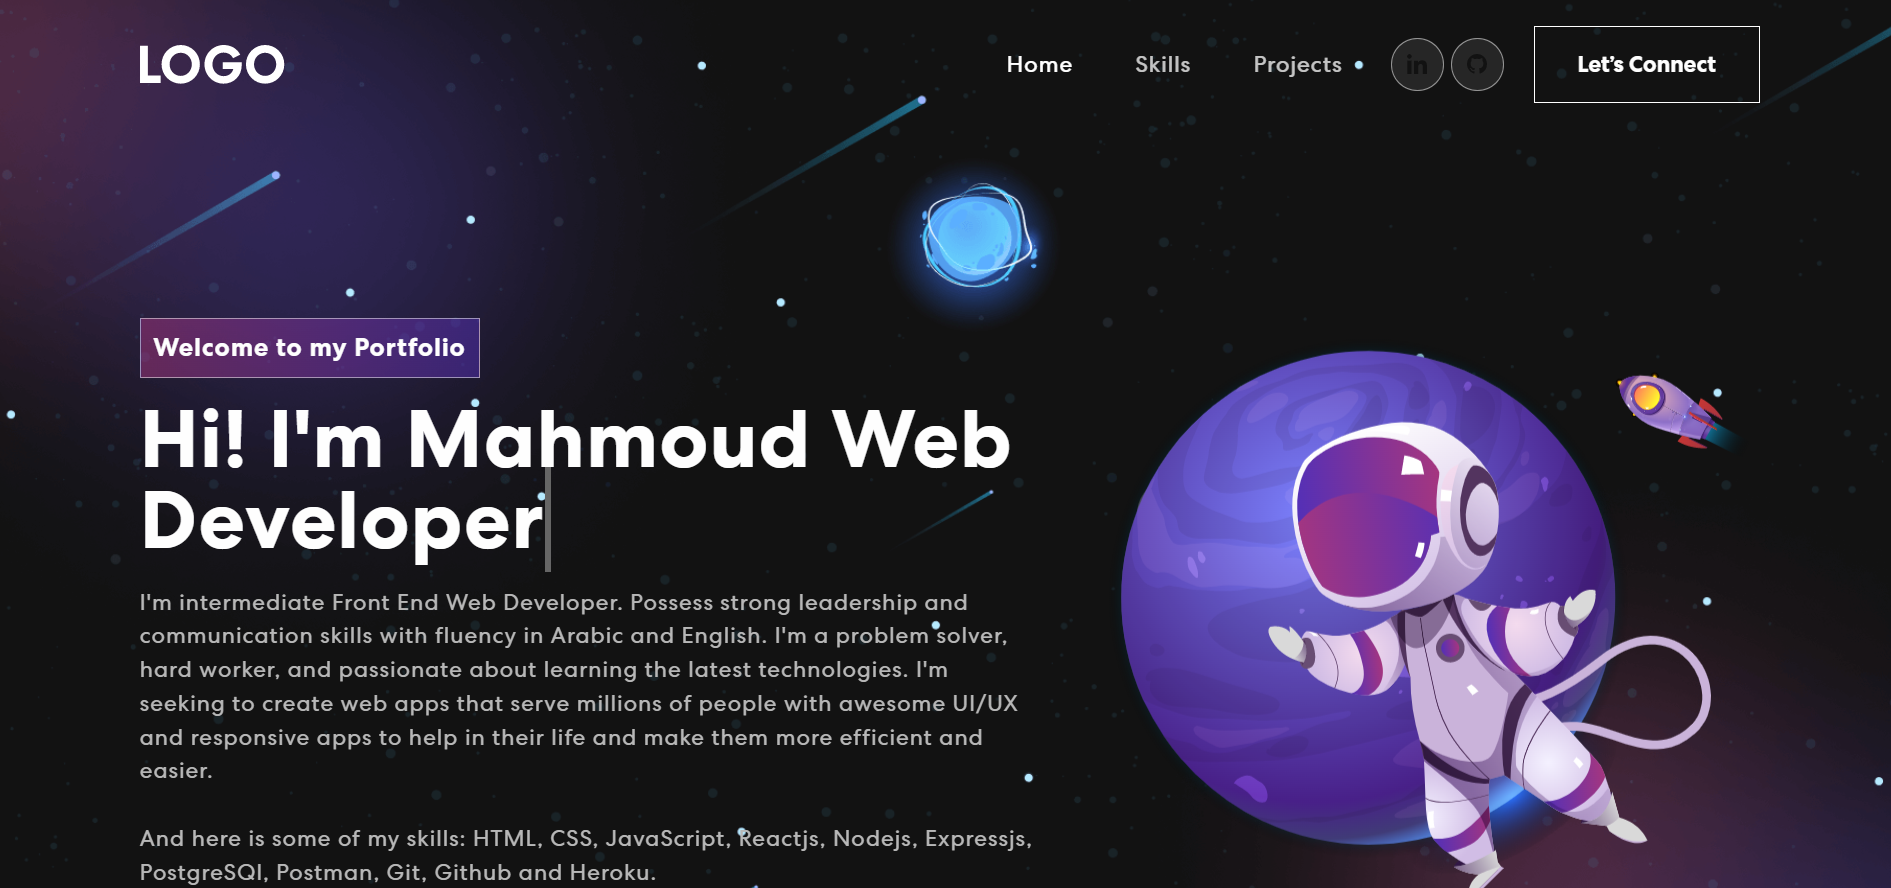 LOGO
Home
Skills
Projects
in
Let's Connect
Welcome to my Portfolio
Hi! I'm Mahmoud Web
Developer
I'm intermediate Front End Web Developer. Possess strong leadership and
communication skills with fluency in Arabic and English. I'm a problem solver,
hard worker, and passionate about learning the latest technologies. I'm
seeking to create web apps that serve millions of people with awesome UI/UX
and responsive apps to help in their life and make them more efficient and
easier.
And here is some of my skills: HTML, CSS, JavaScript, Reactjs, Nodejs, Expressjs,
PostgreSQl, Postman, Git, Github and Heroku.